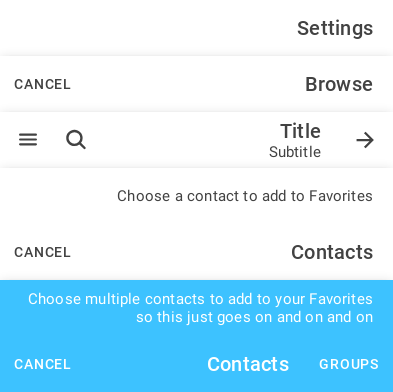 Settings
CANCEL Browse
Title
Subtitle
Choose a contact to add to Favorites
CANCEL Contacts
Choose multiple contacts to add to your Favorites
so this just goes on and on and on
CANCEL Contacts GROUPS